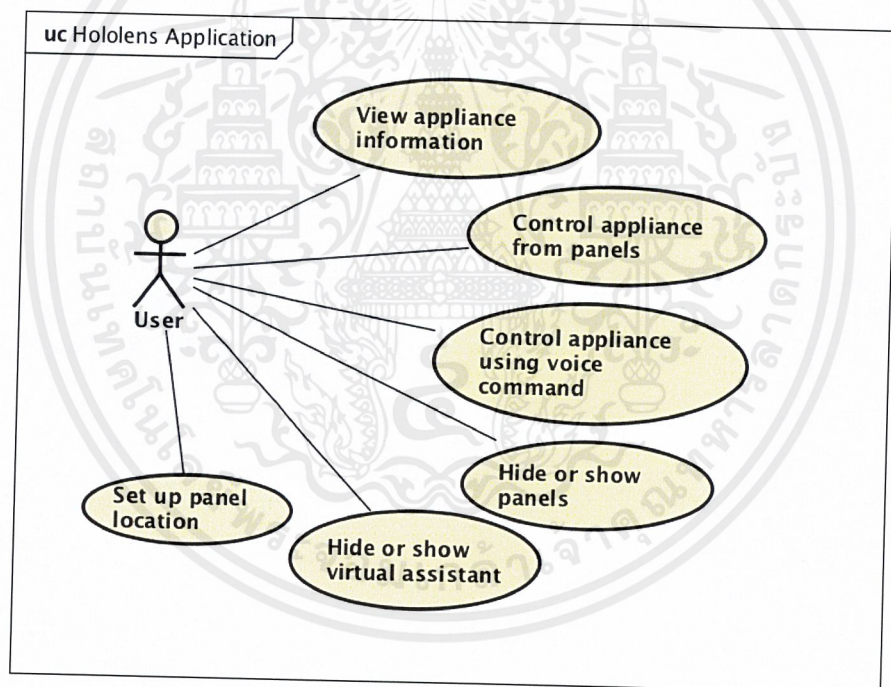 uc Hololens Application
View appliance
information
Control appliance
from panels
Control appliance
using voice
command
User
Hide or show
panels
Set up panel
location
Hide or show
virtual assistant